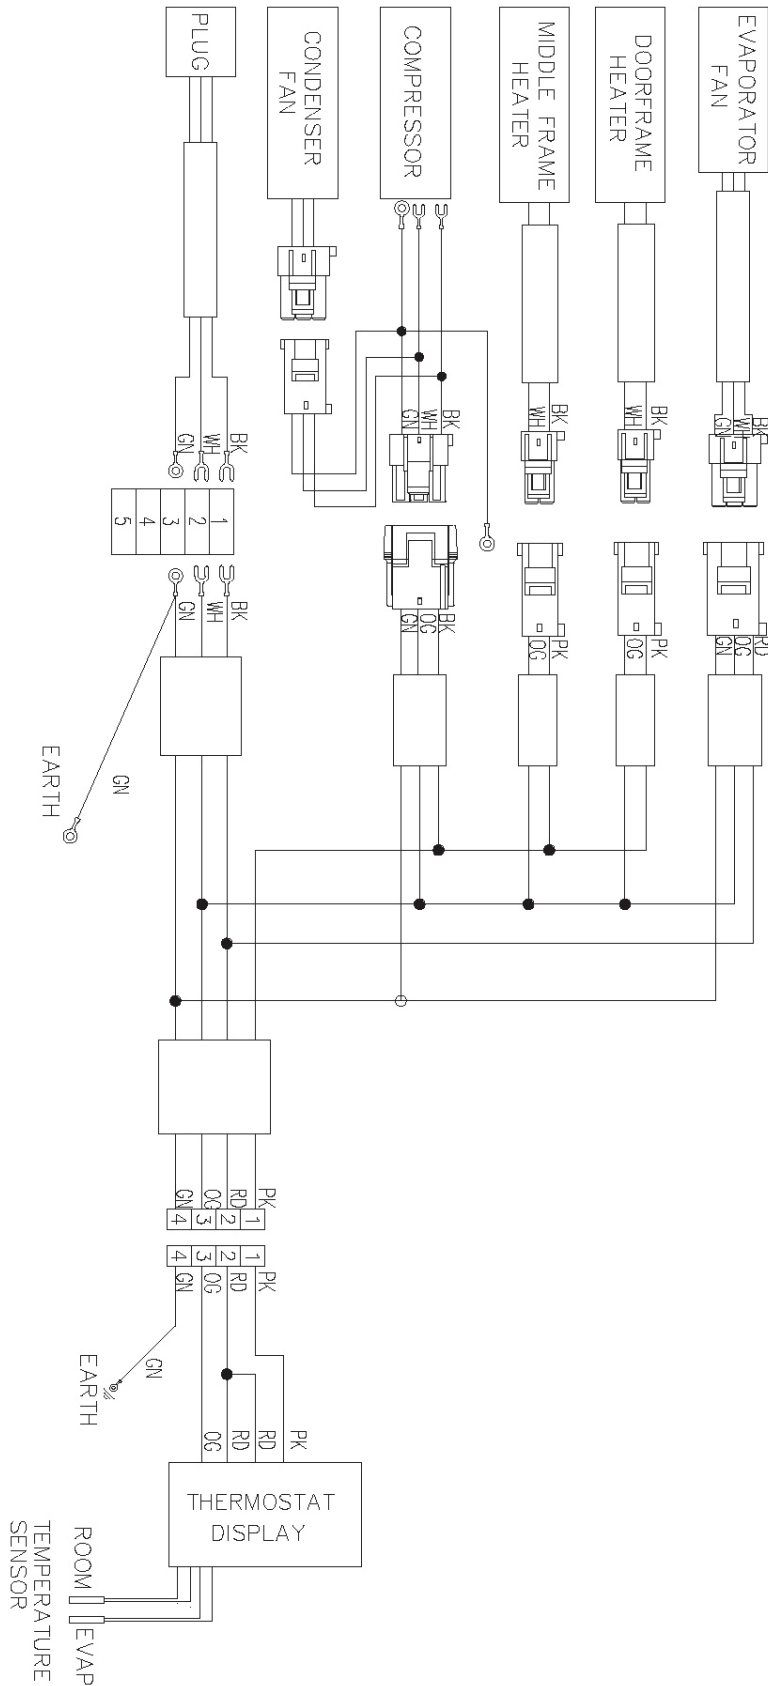 PLUG
CONDENSER
FAN
COMPRESSOR
MIDDLE FRAME
HEATER
DOORFRAME
HEATER
EVAPORATOR
FAN
GN WH BK
GN WH BK
WH BK
WH BK
GN WH BK
5 4 3 2 1
GN WH BK
GN OG BK
OG PK
OG PK
GN OG RD
EARTH
GN
GN OG RD PK
4 3 2 1
4 3 2 1
GN OG RD PK
EARTH
GN
OG RD RD PK
THERMOSTAT
DISPLAY
ROOM EVAP
TEMPERATURE
SENSOR